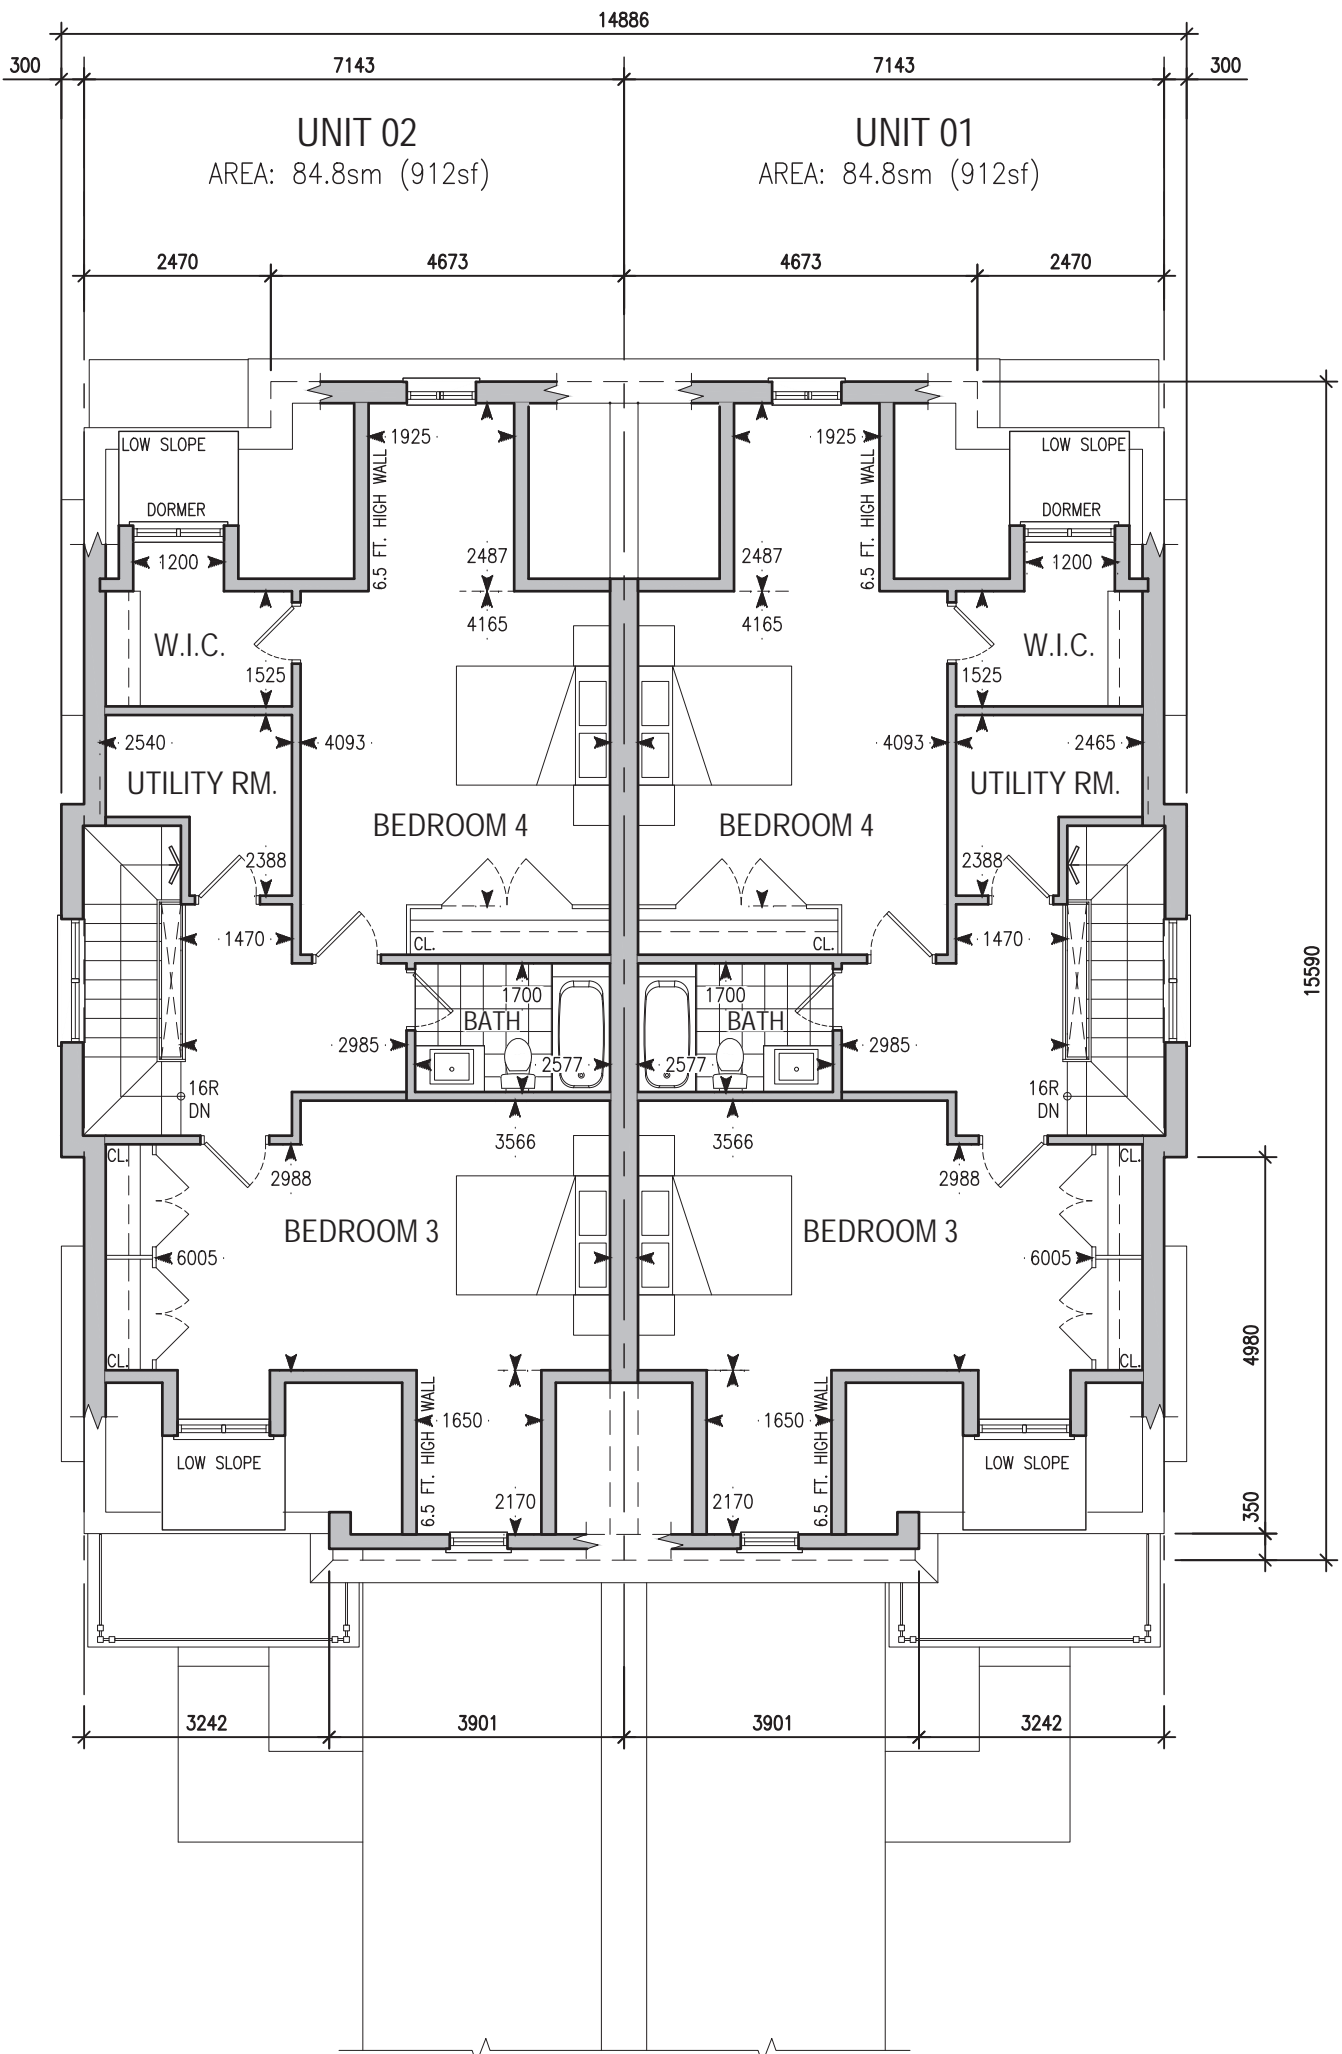 14886
300 7143 7143 300
UNIT 02 UNIT 01
AREA: 84.8sm (912sf) AREA: 84.8sm (912sf)
2470 4673 4673 2470
1925 1925
LOW SLOPE LOW SLOPE
6.5 FT. HIGH WALL 6.5 FT. HIGH WALL
DORMER DORMER
1200 2487 2487 1200
4165 4165
W.I.C. W.I.C.
1525 1525
2540 4093 4093 2465
UTILITY RM. UTILITY RM.
BEDROOM 4 BEDROOM 4
2388 2388
1470 CL. CL. 1470
15590
1700 1700
BATH BATH
2985 2985
2577 2577
16R 16R
DN DN
3566 3566
CL. CL.
2988 2988
BEDROOM 3 BEDROOM 3
6005 6005
4980
CL. CL.
1650 1650
6.5 FT. HIGH WALL 6.5 FT. HIGH WALL
LOW SLOPE LOW SLOPE
2170 2170
350
3242 3901 3901 3242